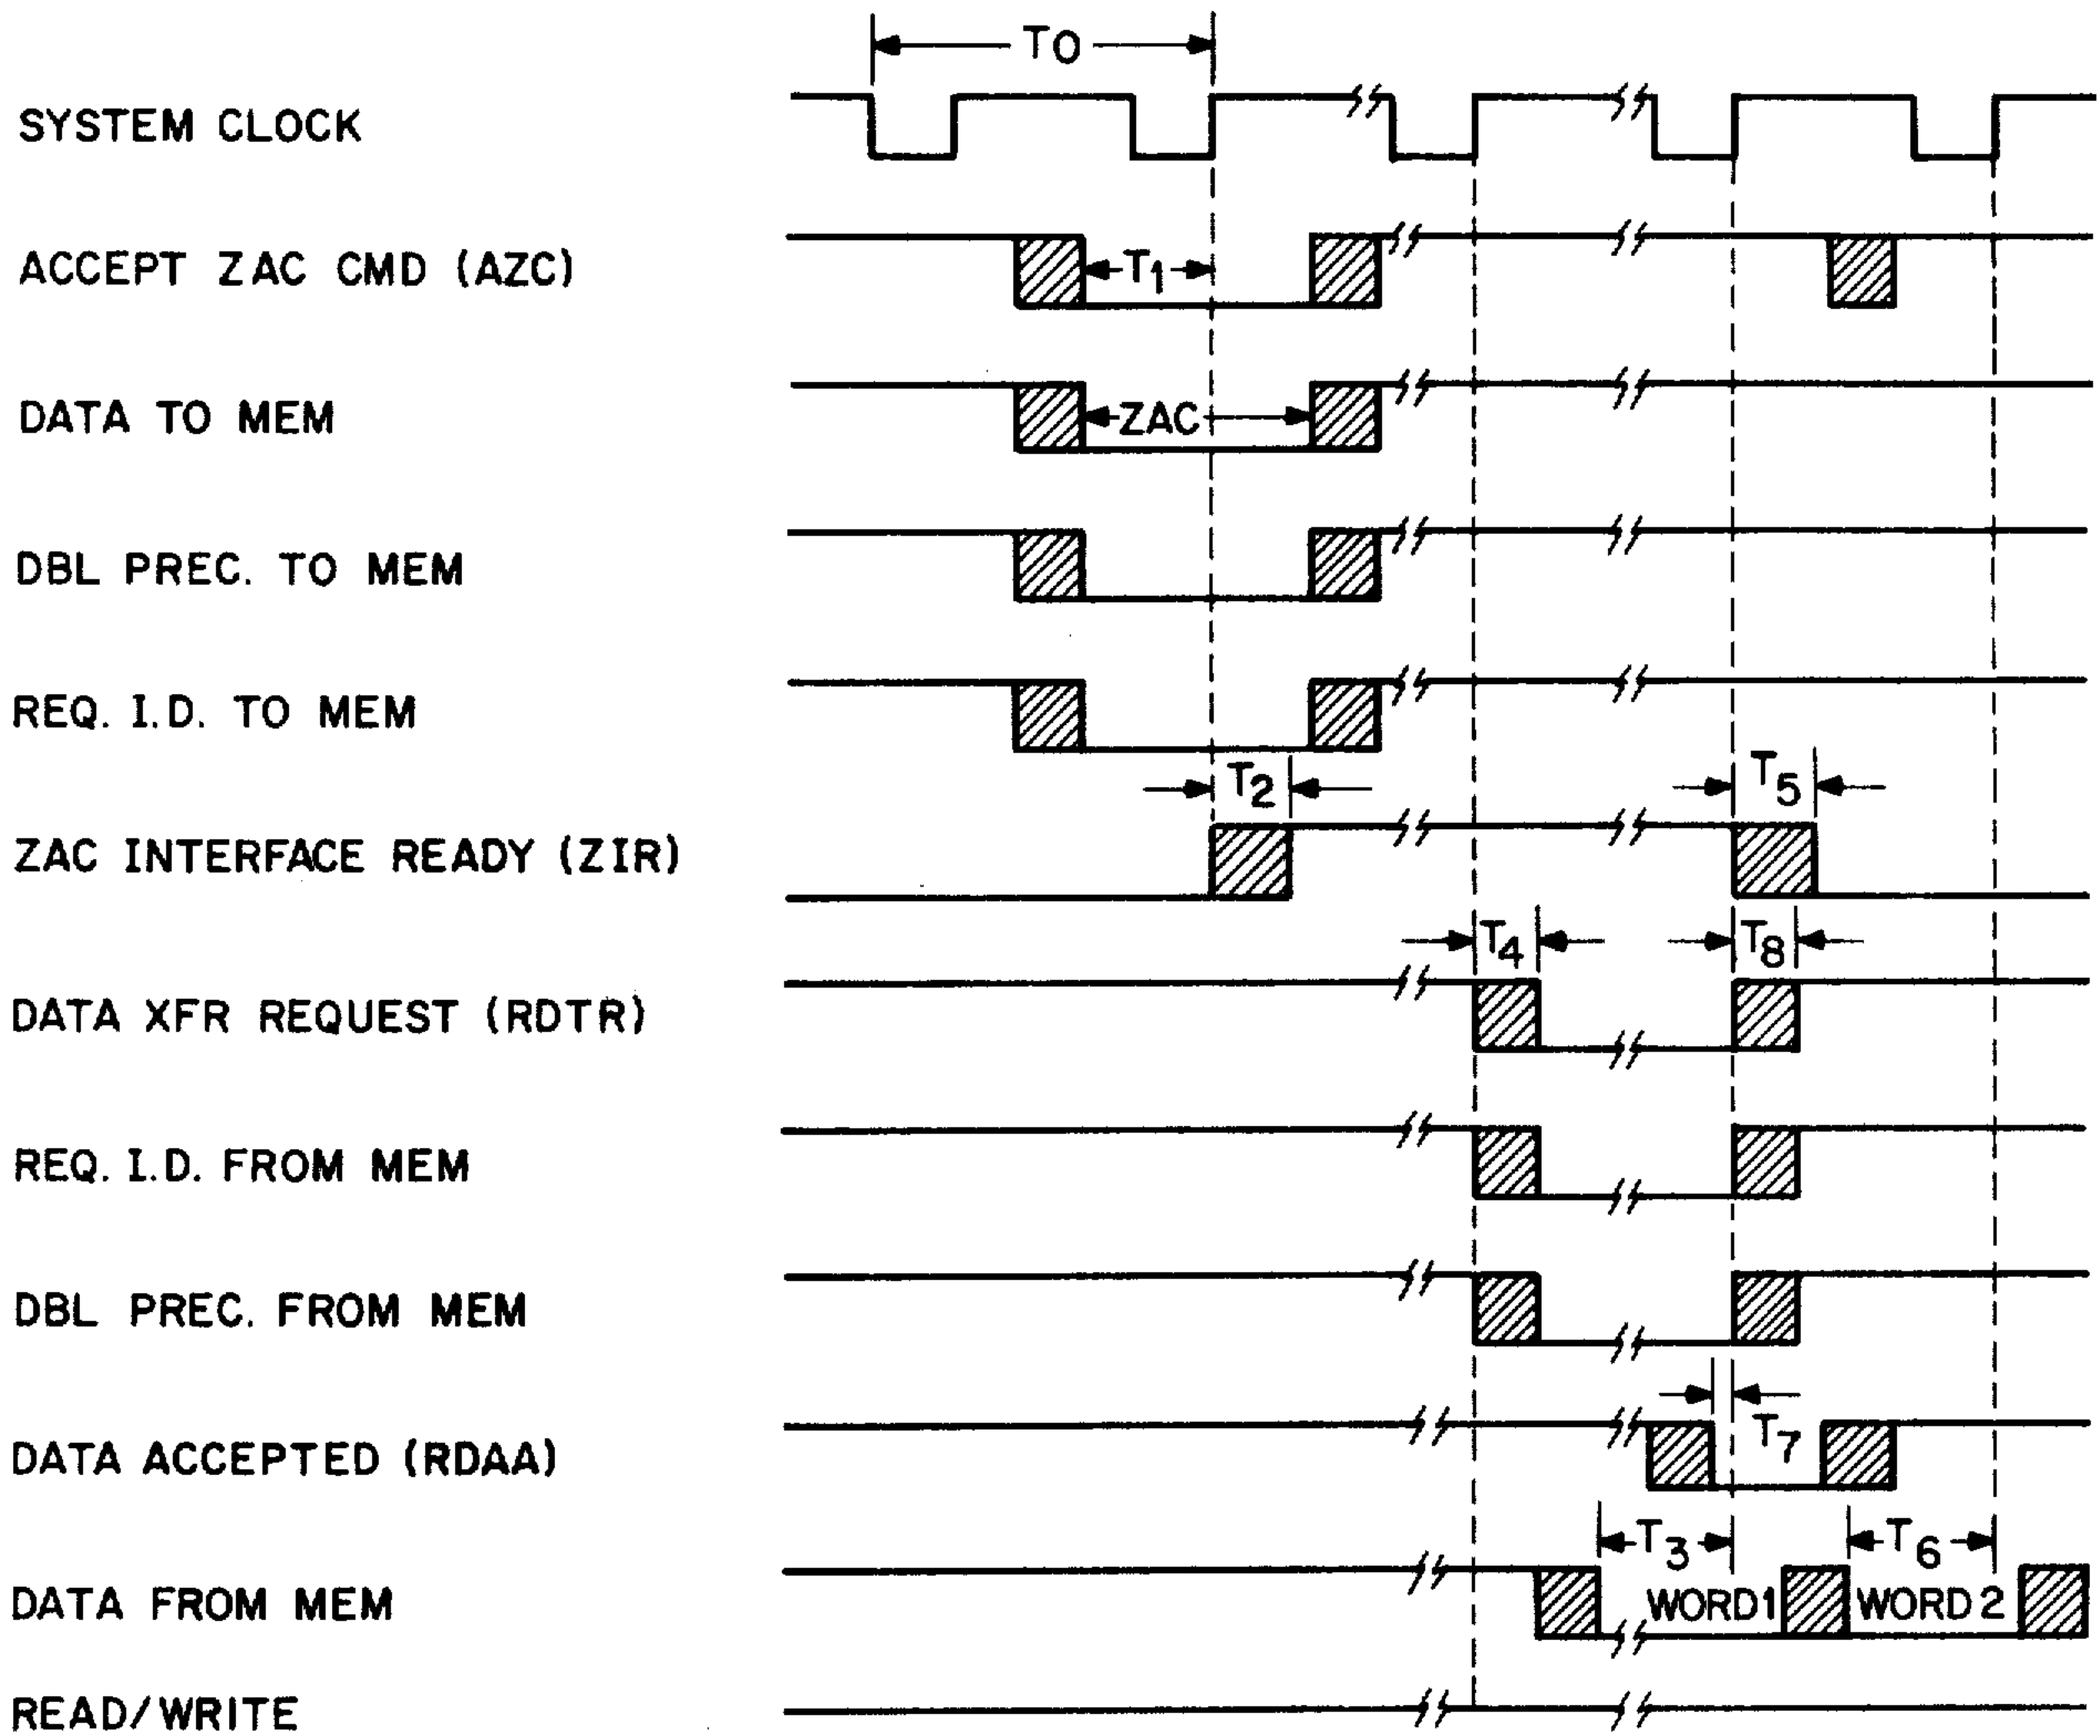 T0
SYSTEM CLOCK
ACCEPT ZAC CMD (AZC)
T1
DATA TO MEM
ZAC
DBL PREC. TO MEM
REQ. I.D. TO MEM
T2
T5
ZAC INTERFACE READY (ZIR)
T4
T8
DATA XFR REQUEST (RDTR)
REQ. I.D. FROM MEM
DBL PREC. FROM MEM
DATA ACCEPTED (RDAA)
T7
T3
T6
DATA FROM MEM
WORD1
WORD 2
READ/WRITE